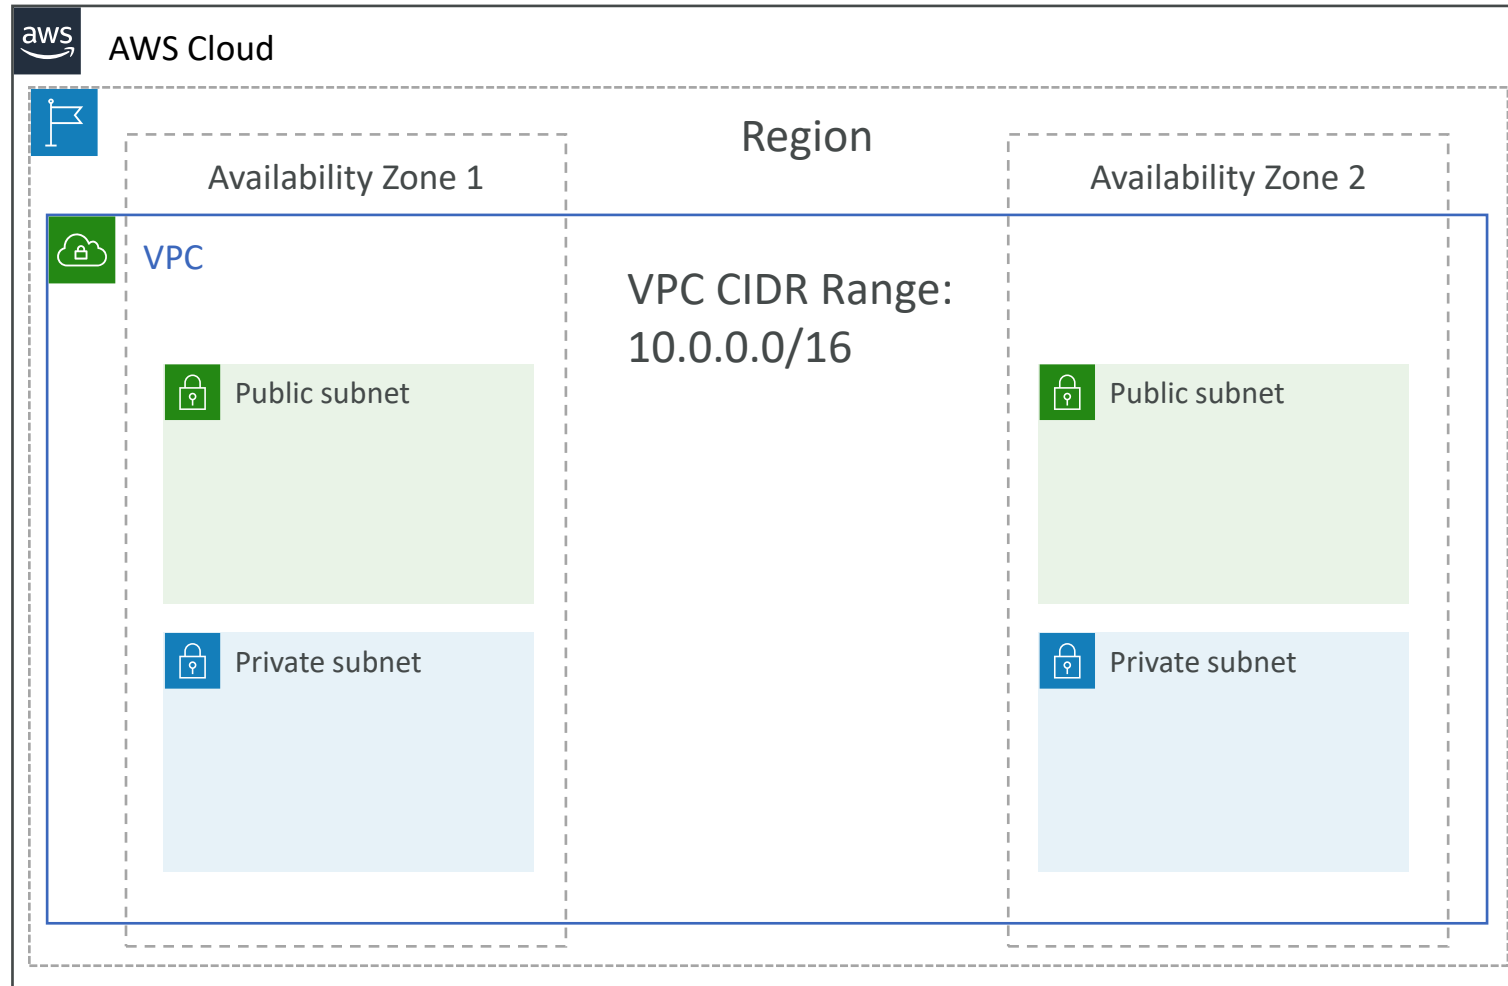 aws
AWS Cloud
Region
Availability Zone 1
Availability Zone 2
VPC
VPC CIDR Range:
10.0.0.0/16
Public subnet
Public subnet
Private subnet
Private subnet